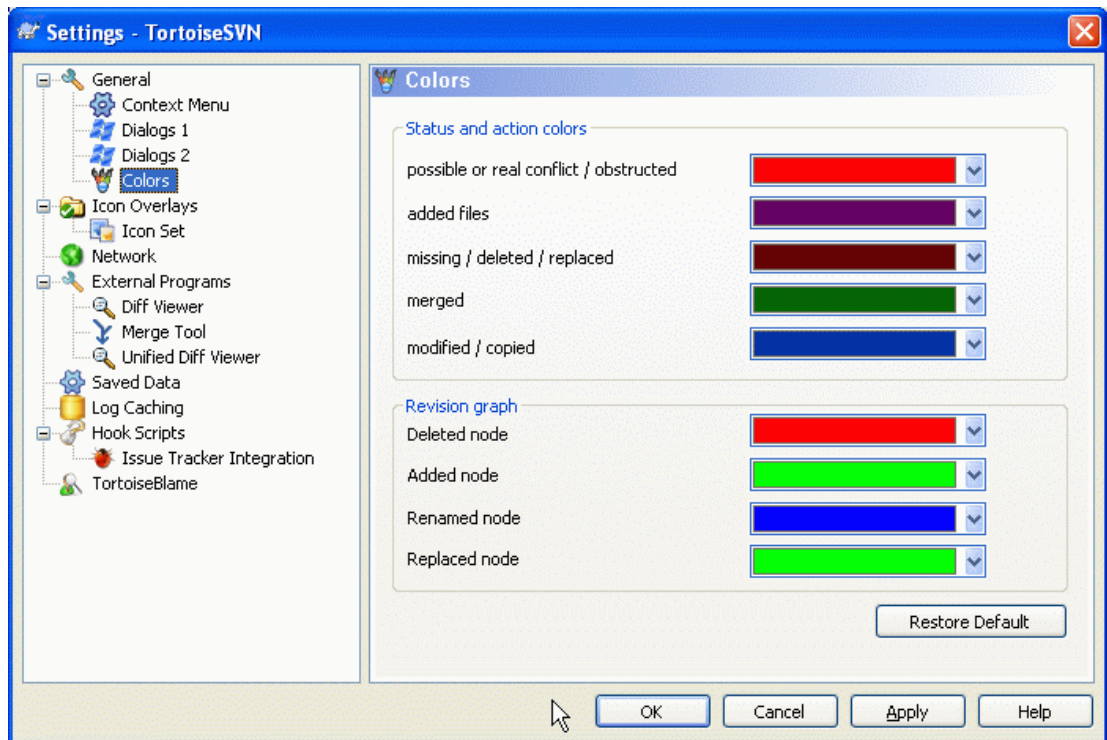 Settings - TortoiseSVN
General
Context Menu
Dialogs 1
Dialogs 2
Colors
Icon Overlays
Icon Set
Network
External Programs
Diff Viewer
Merge Tool
Unified Diff Viewer
Saved Data
Log Caching
Hook Scripts
Issue Tracker Integration
TortoiseBlame
Colors
Status and action colors
possible or real conflict / obstructed
added files
missing / deleted / replaced
merged
modified / copied
Revision graph
Deleted node
Added node
Renamed node
Replaced node
Restore Default
OK
Cancel
Apply
Help